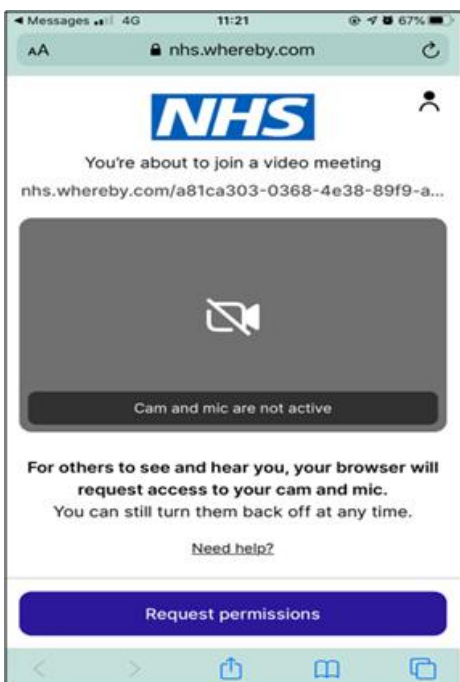 Messages 4G 11:21 67%
AA nhs.whereby.com
NHS
You're about to join a video meeting
nhs.whereby.com/a81ca303-0368-4e38-89f9-a...
Cam and mic are not active
For others to see and hear you, your browser will
request access to your cam and mic.
You can still turn them back off at any time.
Need help?
Request permissions